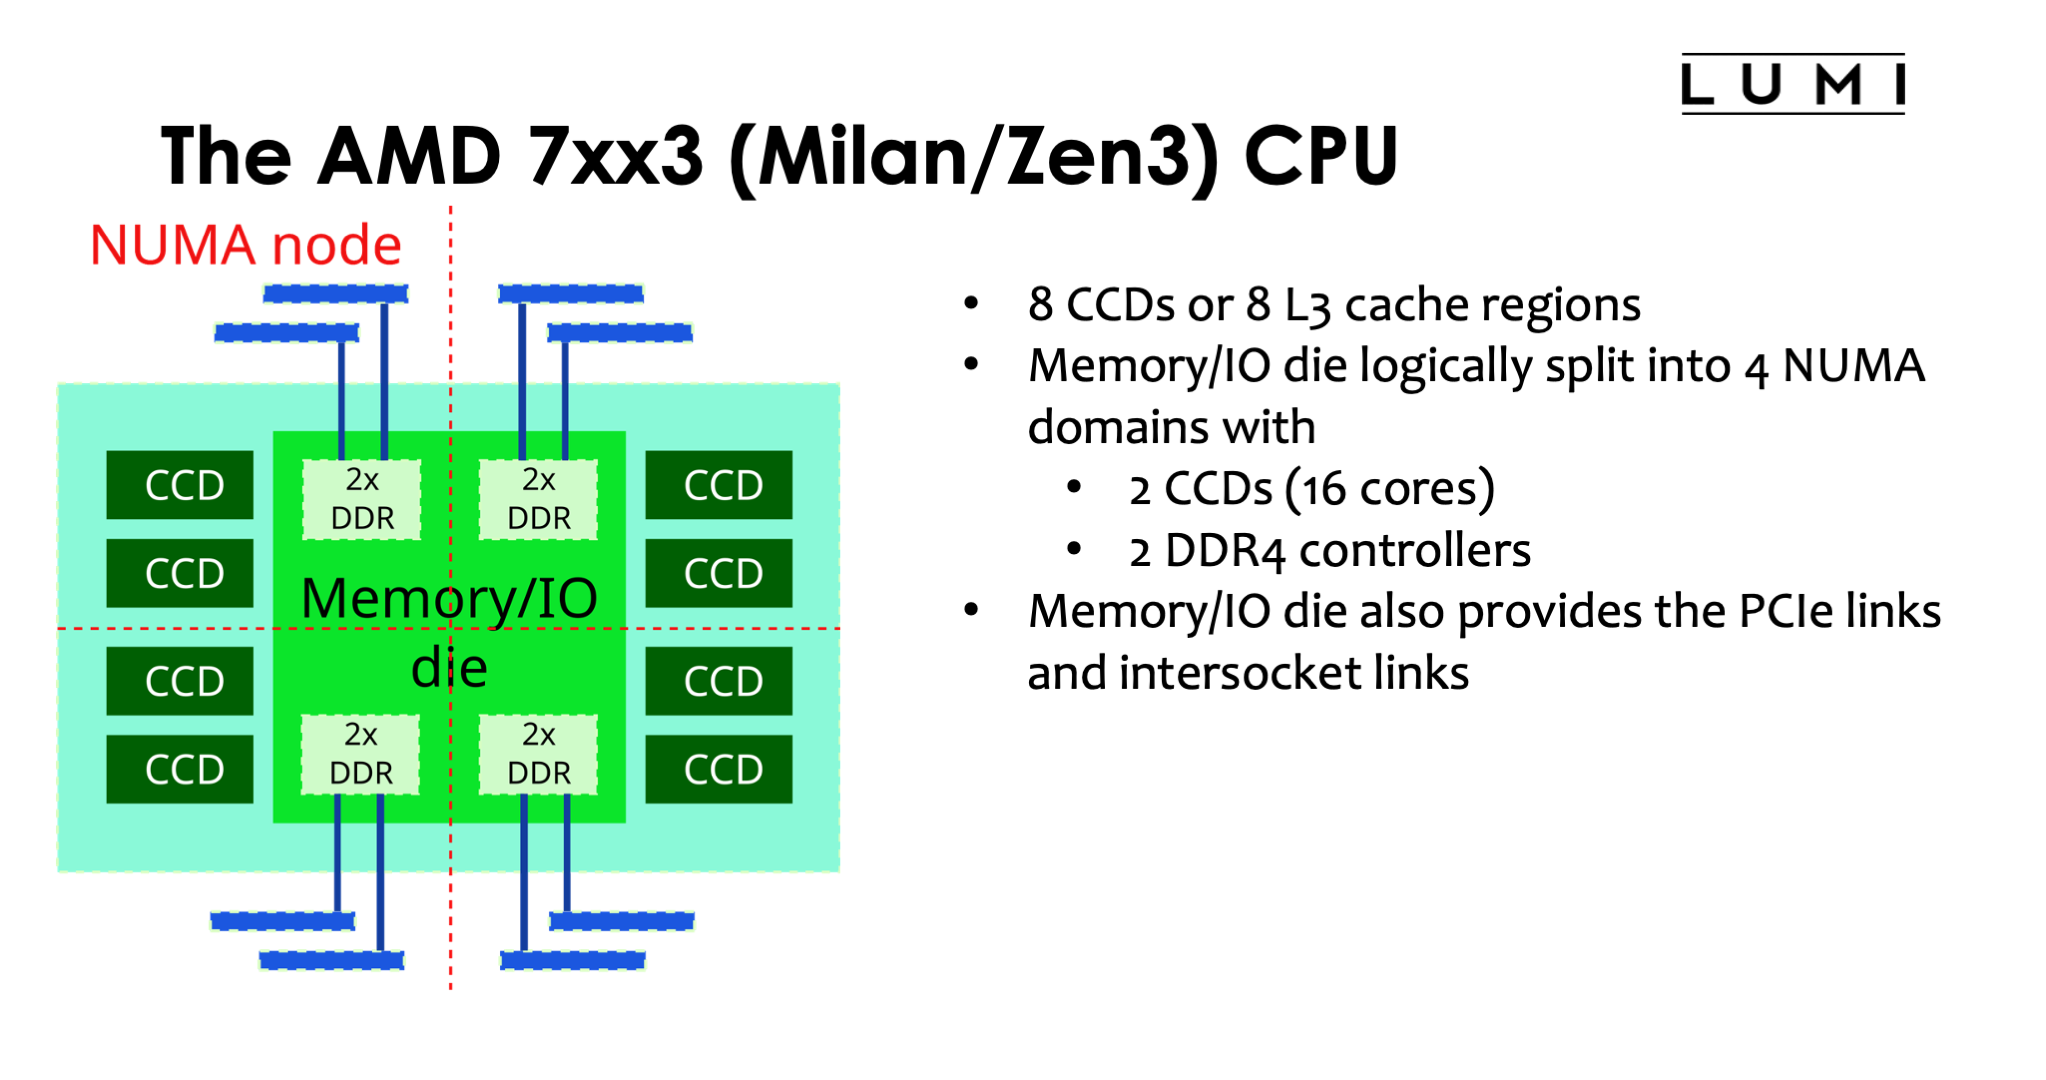 LUMI
The AMD 7xx3 (Milan/Zen3) CPU
NUMA node
CCD
CCD
CCD
CCD
2x
DDR
2x
DDR
Memory/IO
die
2x
DDR
2x
DDR
CCD
CCD
CCD
CCD
• 8 CCDs or 8 L3 cache regions
• Memory/IO die logically split into 4 NUMA
domains with
• 2 CCDs (16 cores)
• 2 DDR4 controllers
• Memory/IO die also provides the PCIe links
and intersocket links